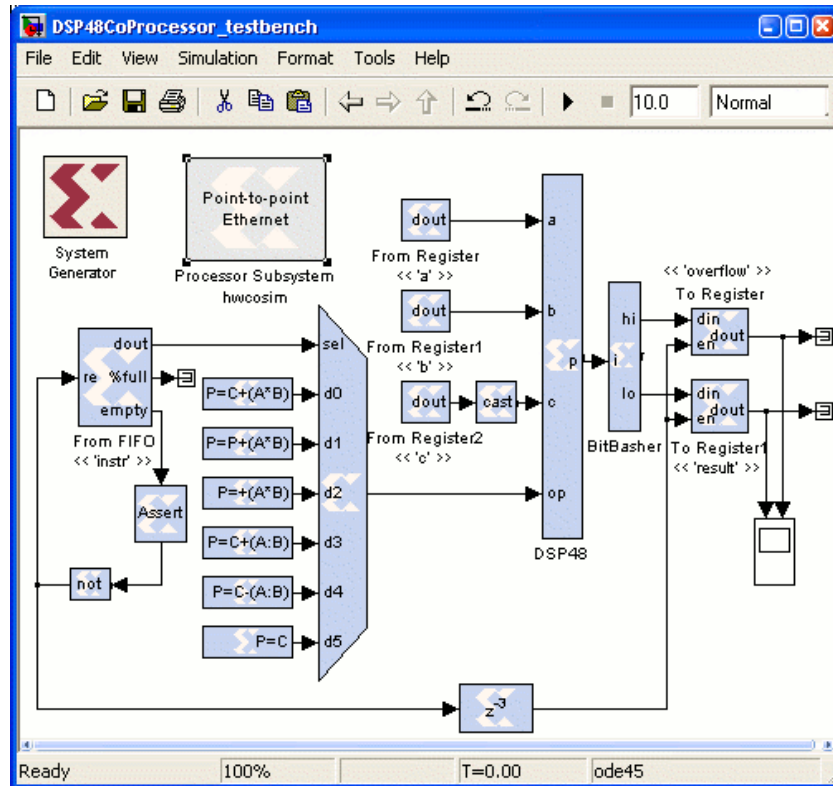 DSP48CoProcessor_testbench
File Edit View Simulation Format Tools Help
10.0 Normal
System
Generator
Point-to-point
Ethernet
Processor Subsystem
hwcosim
dout
From Register
<< 'a' >>
dout
From Register1
<< 'b' >>
dout
From Register2
<< 'c' >>
cast
a
b
c
op
p
DSP48
i
hi
lo
r
BitBasher
<< 'overflow' >>
To Register
din
en
dout
din
en
dout
To Register1
<< 'result' >>
dout
re %full
empty
From FIFO
<< 'instr' >>
Assert
not
sel
P=C+(A*B) d0
P=P+(A*B) d1
P=+(A*B) d2
P=C+(A:B) d3
P=C-(A:B) d4
P=C d5
z-3
Ready 100% T=0.00 ode45